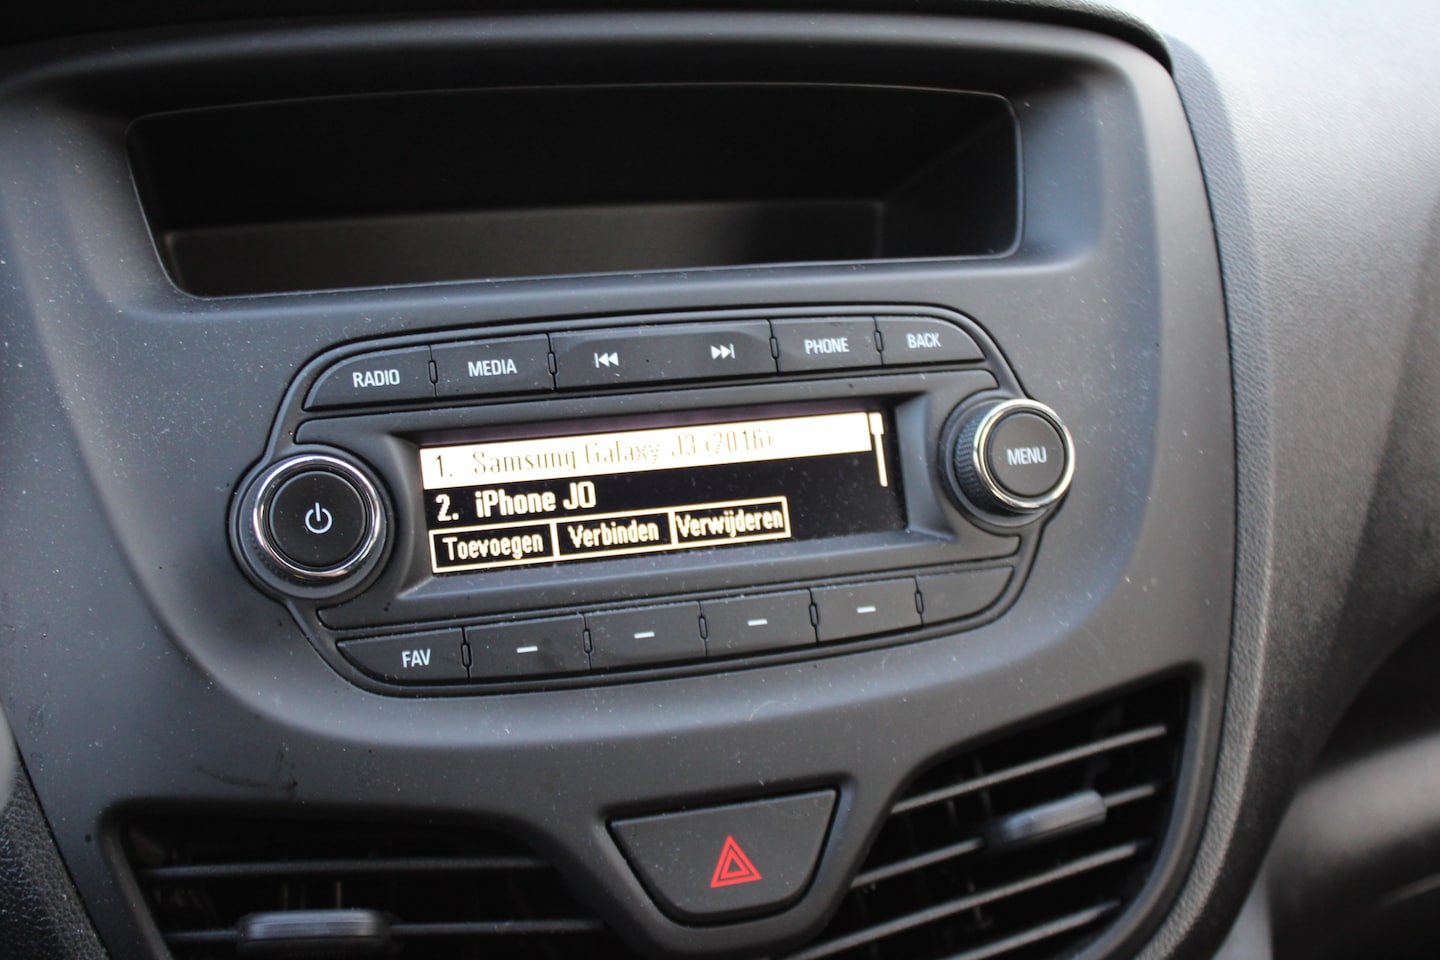 RADIO MEDIA PHONE BACK
1. Samsung Galaxy J3 (2016)
2. iPhone JO
Toevoegen Verbinden Verwijderen
MENU
FAV